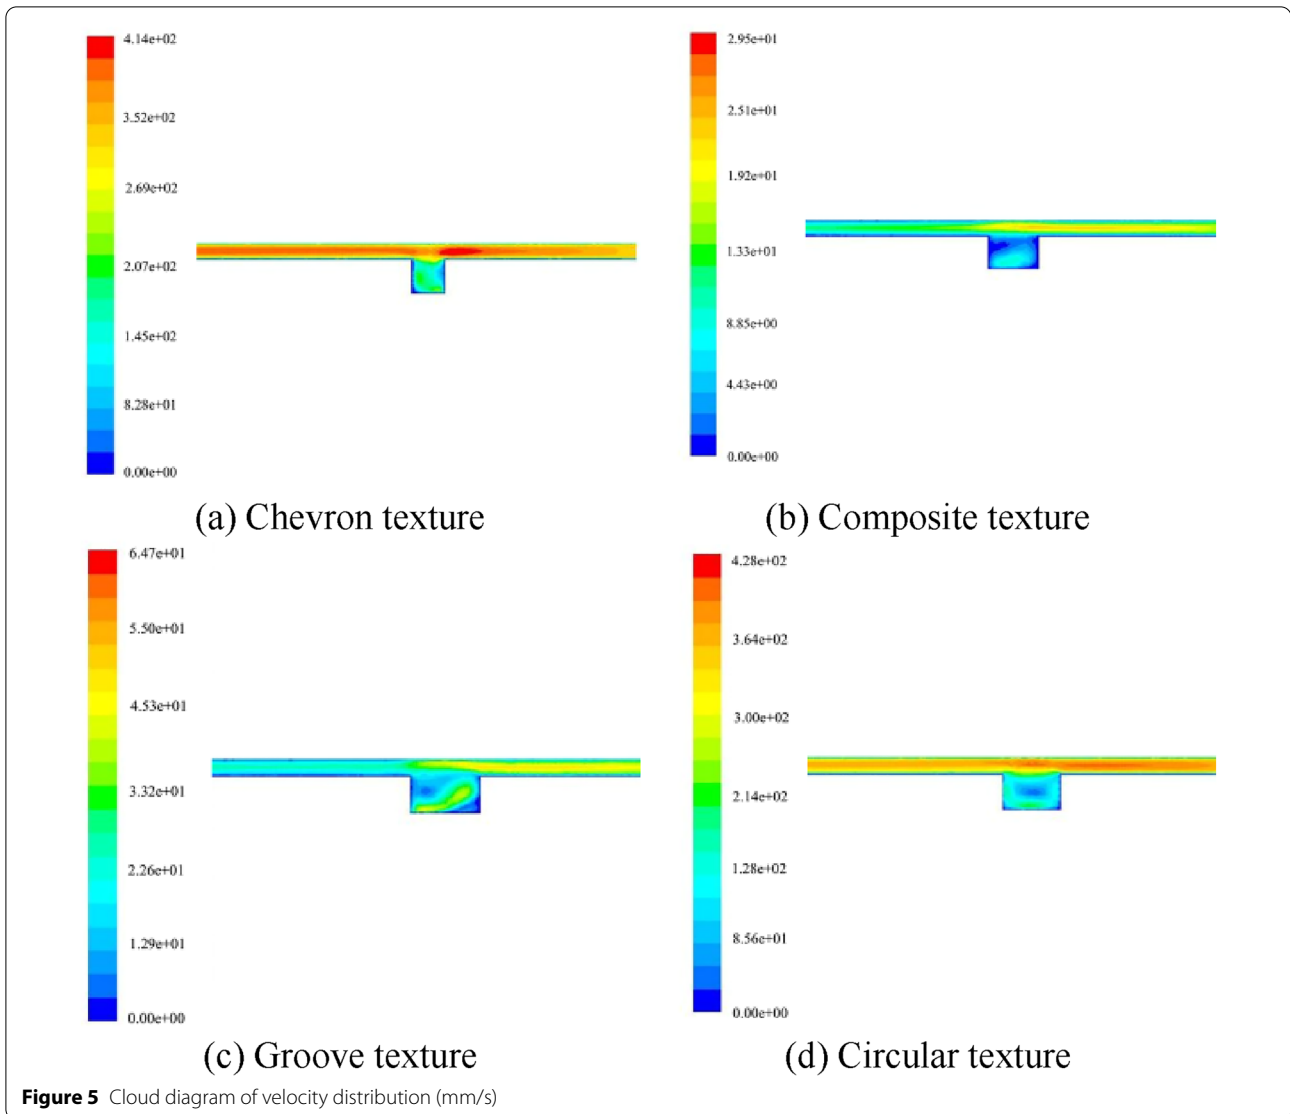 4.14e+02
3.52e+02
2.69e+02
2.07e+02
1.45e+02
8.28e+01
0.00e+00
(a) Chevron texture
2.95e+01
2.51e+01
1.92e+01
1.33e+01
8.85e+00
4.43e+00
0.00e+00
(b) Composite texture
6.47e+01
5.50e+01
4.53e+01
3.32e+01
2.26e+01
1.29e+01
0.00e+00
(c) Groove texture
4.28e+02
3.64e+02
3.00e+02
2.14e+02
1.28e+02
8.56e+01
0.00e+00
(d) Circular texture
Figure 5 Cloud diagram of velocity distribution (mm/s)